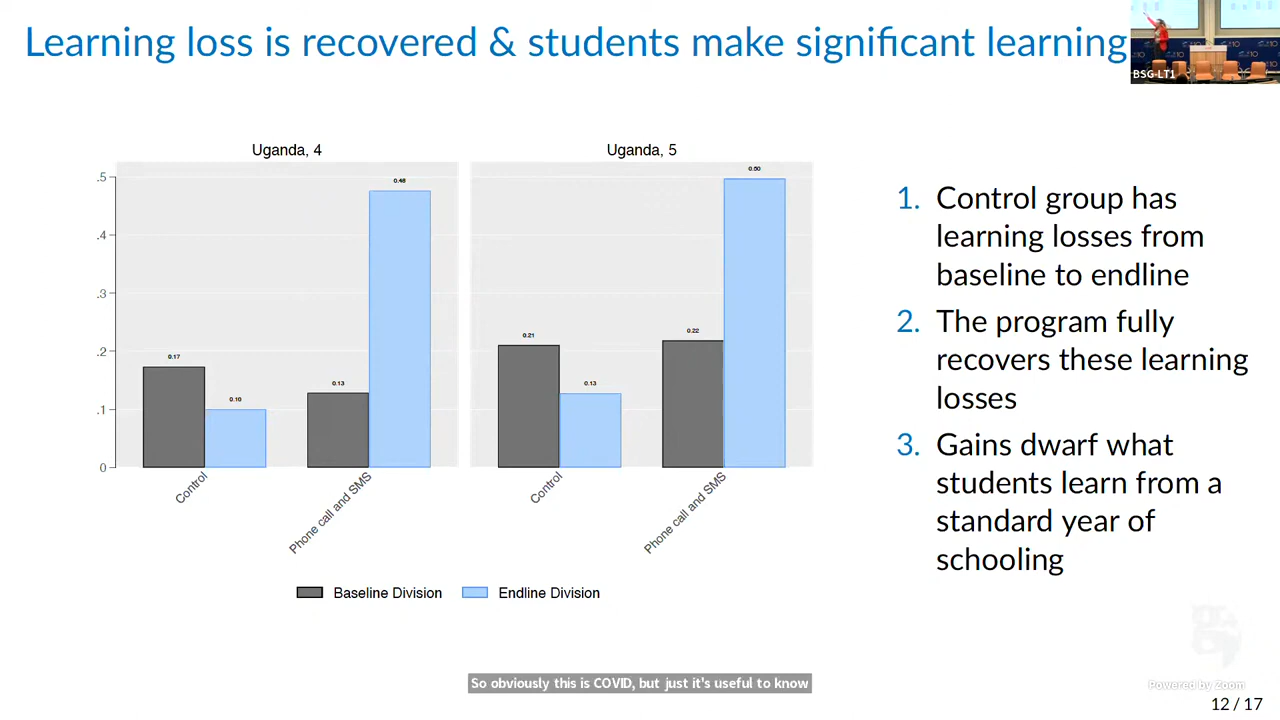 Learning loss is recovered & students make significant learning
BSG-LT1
Uganda, 4
Uganda, 5
.5
.4
.3
.2
.1
0
0.17
0.10
0.13
0.48
0.21
0.13
0.22
0.50
Control
Phone call and SMS
Control
Phone call and SMS
Baseline Division
Endline Division
1. Control group has
learning losses from
baseline to endline
2. The program fully
recovers these learning
losses
3. Gains dwarf what
students learn from a
standard year of
schooling
So obviously this is COVID, but just it's useful to know
Powered by Zoom
12 / 17